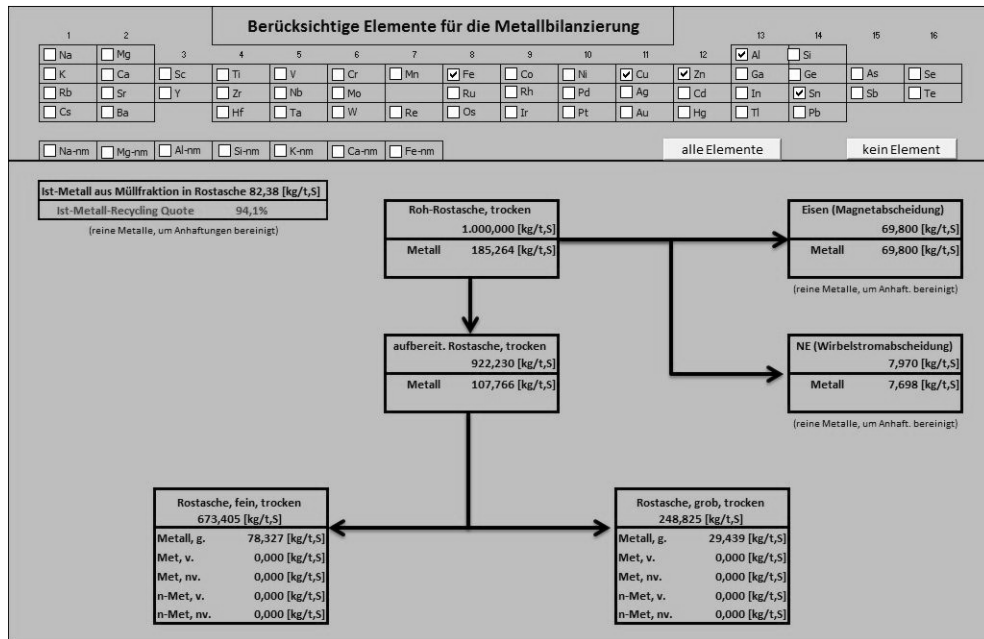 Berücksichtige Elemente für die Metallbilanzierung
1 2 3 4 5 6 7 8 9 10 11 12 13 14 15 16
Na Mg Al Si
K Ca Sc Ti V Cr Mn Fe Co Ni Cu Zn Ga Ge As Se
Rb Sr Y Zr Nb Mo Ru Rh Pd Ag Cd In Sn Sb Te
Cs Ba Hf Ta W Re Os Ir Pt Au Hg Tl Pb
Na-nm Mg-nm Al-nm Si-nm K-nm Ca-nm Fe-nm
alle Elemente kein Element
Ist-Metall aus Müllfraktion in Rostasche 82,38 [kg/t,S]
Ist-Metall-Recycling Quote 94,1%
(reine Metalle, um Anhaftungen bereinigt)
Roh-Rostasche, trocken
1.000,000 [kg/t,S]
Metall 185,264 [kg/t,S]
Eisen (Magnetabscheidung)
69,800 [kg/t,S]
Metall 69,800 [kg/t,S]
(reine Metalle, um Anhaft. bereinigt)
aufbereit. Rostasche, trocken
922,230 [kg/t,S]
Metall 107,766 [kg/t,S]
NE (Wirbelstromabscheidung)
7,970 [kg/t,S]
Metall 7,698 [kg/t,S]
(reine Metalle, um Anhaft. bereinigt)
Rostasche, fein, trocken
673,405 [kg/t,S]
Metall, g. 78,327 [kg/t,S]
Met, v. 0,000 [kg/t,S]
Met, nv. 0,000 [kg/t,S]
n-Met, v. 0,000 [kg/t,S]
n-Met, nv. 0,000 [kg/t,S]
Rostasche, grob, trocken
248,825 [kg/t,S]
Metall, g. 29,439 [kg/t,S]
Met, v. 0,000 [kg/t,S]
Met, nv. 0,000 [kg/t,S]
n-Met, v. 0,000 [kg/t,S]
n-Met, nv. 0,000 [kg/t,S]